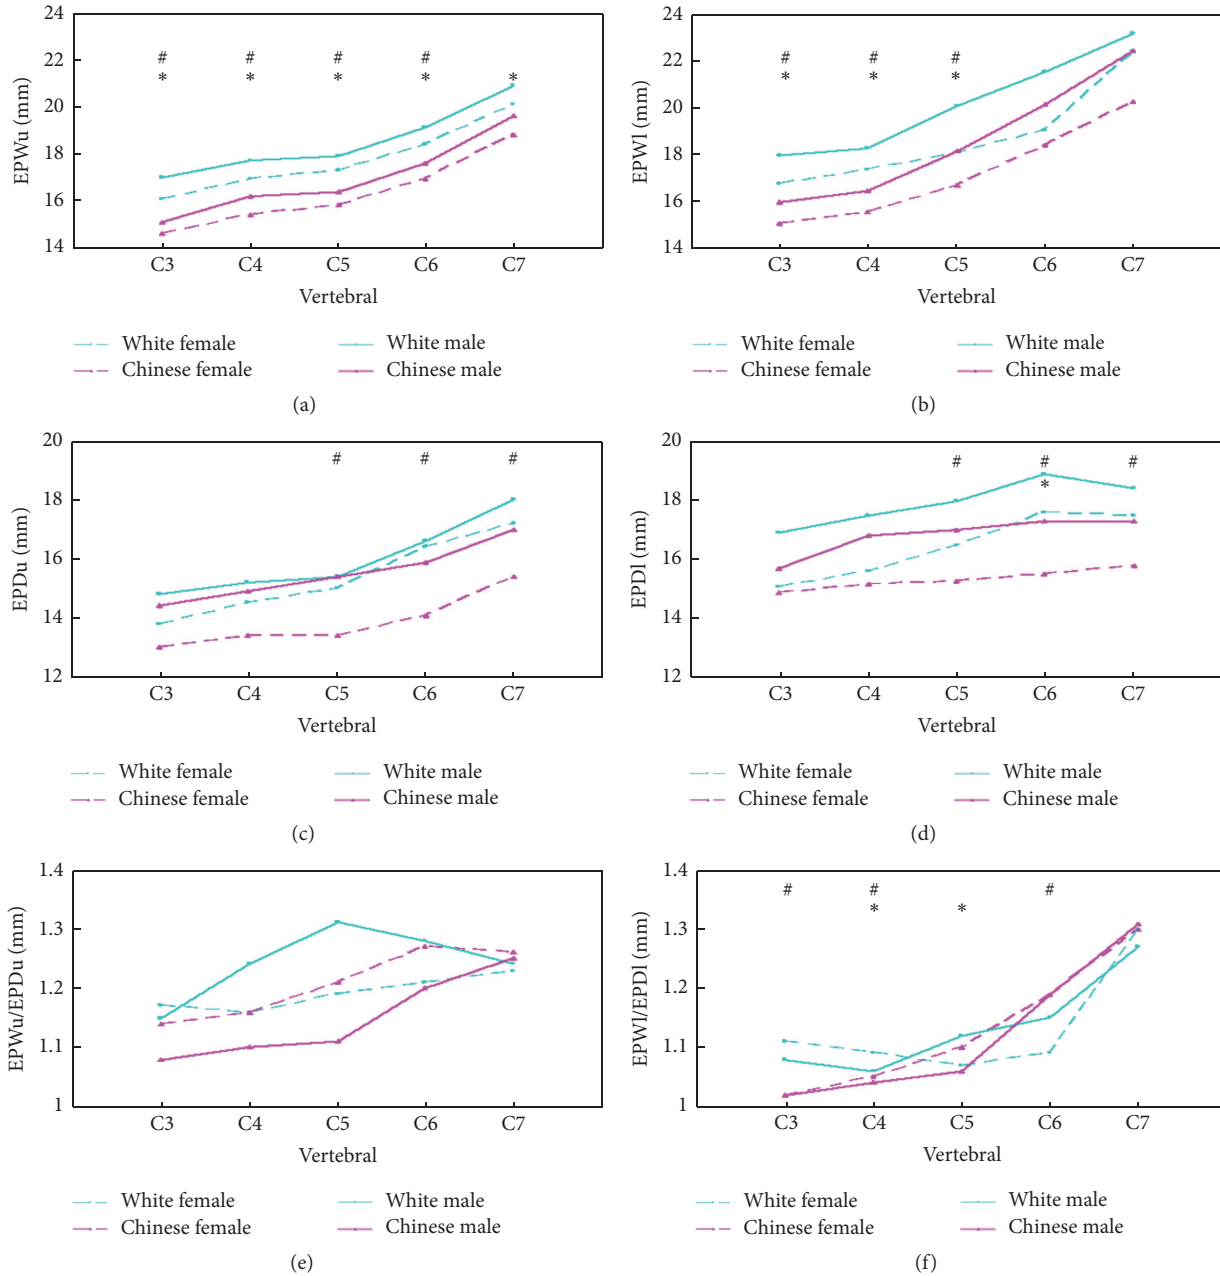 24
22
20
18
16
14
EPWu (mm)
# # # #
* * * * *
C3 C4 C5 C6 C7
Vertebral
White female White male
Chinese female Chinese male
(a)
24
22
20
18
16
14
EPWl (mm)
# # #
* * *
C3 C4 C5 C6 C7
Vertebral
White female White male
Chinese female Chinese male
(b)
20
18
16
14
12
EPDu (mm)
# # #
C3 C4 C5 C6 C7
Vertebral
White female White male
Chinese female Chinese male
(c)
20
18
16
14
12
EPDl (mm)
# # #
*
C3 C4 C5 C6 C7
Vertebral
White female White male
Chinese female Chinese male
(d)
1.4
1.3
1.2
1.1
1
EPWu/EPDu (mm)
C3 C4 C5 C6 C7
Vertebral
White female White male
Chinese female Chinese male
(e)
1.4
1.3
1.2
1.1
1
EPWl/EPDl (mm)
# # #
* *
C3 C4 C5 C6 C7
Vertebral
White female White male
Chinese female Chinese male
(f)